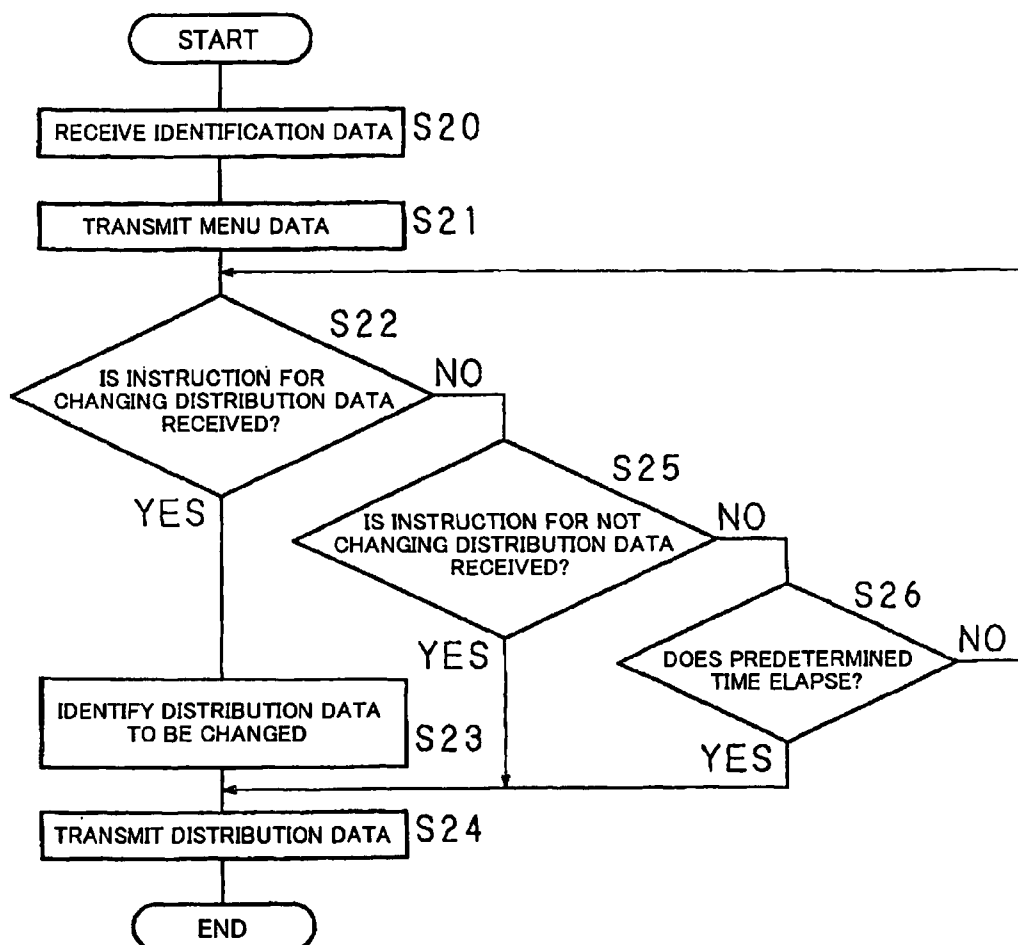 START
RECEIVE IDENTIFICATION DATA S20
TRANSMIT MENU DATA S21
S22
IS INSTRUCTION FOR
CHANGING DISTRIBUTION DATA
RECEIVED?
NO
YES
S25
IS INSTRUCTION FOR NOT
CHANGING DISTRIBUTION DATA
RECEIVED?
NO
YES
S26
DOES PREDETERMINED
TIME ELAPSE?
NO
YES
IDENTIFY DISTRIBUTION DATA
TO BE CHANGED
S23
TRANSMIT DISTRIBUTION DATA S24
END